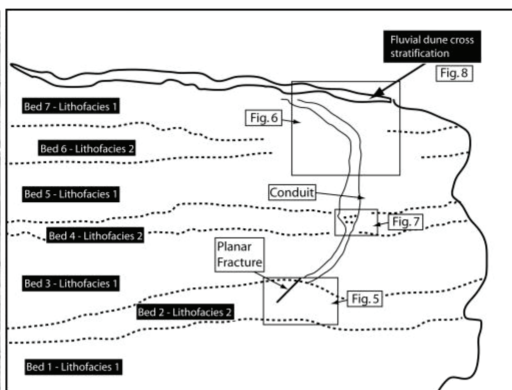 Fluvial dune cross
stratification
Fig. 8
Bed 7 - Lithofacies 1
Fig. 6
Bed 6 - Lithofacies 2
Bed 5 - Lithofacies 1
Conduit
Fig. 7
Bed 4 - Lithofacies 2
Planar
Fracture
Bed 3 - Lithofacies 1
Fig. 5
Bed 2 - Lithofacies 2
Bed 1 - Lithofacies 1